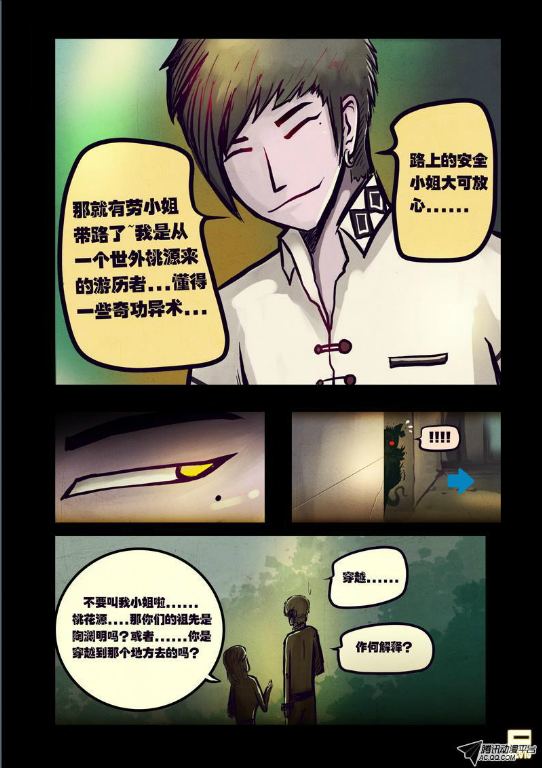 那就有劳小姐
带路了~我是从
一个世外桃源来
的游历者...懂得
一些奇功异术...
路上的安全
小姐大可放
心......
!!!!
不要叫我小姐啦......
桃花源....那你们的祖先是
陶渊明吗?或者......你是
穿越到那个地方去的吗?
穿越......
作何解释?
腾讯动漫平台
AC.QQ.COM